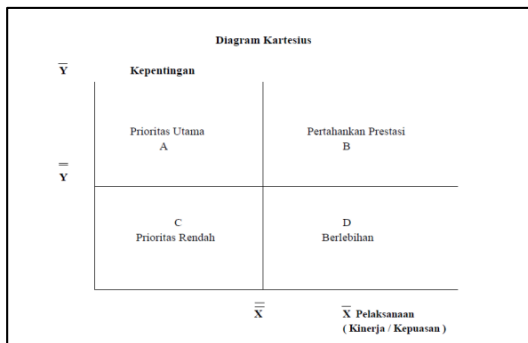 Diagram Kartesius
Y̅ Kepentingan
Prioritas Utama Pertahankan Prestasi
A B
Y̿
C D
Prioritas Rendah Berlebihan
X̿ X̅ Pelaksanaan
( Kinerja / Kepuasan )